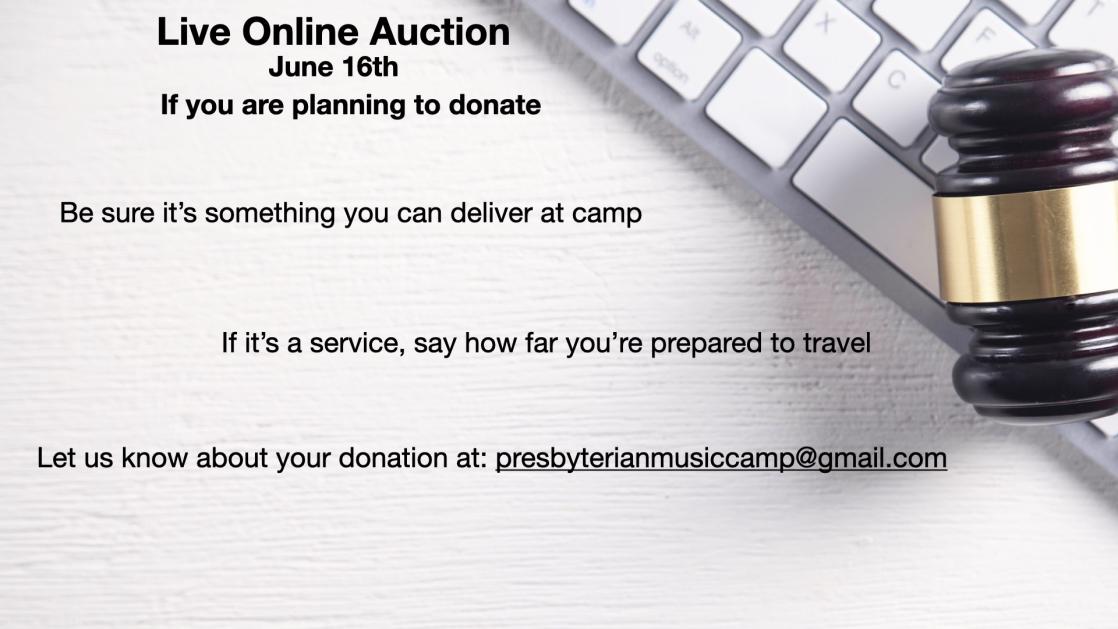 Live Online Auction
June 16th
If you are planning to donate
Be sure it’s something you can deliver at camp
If it’s a service, say how far you’re prepared to travel
Let us know about your donation at: presbyterianmusiccamp@gmail.com
Alt
option
X
C
F
T